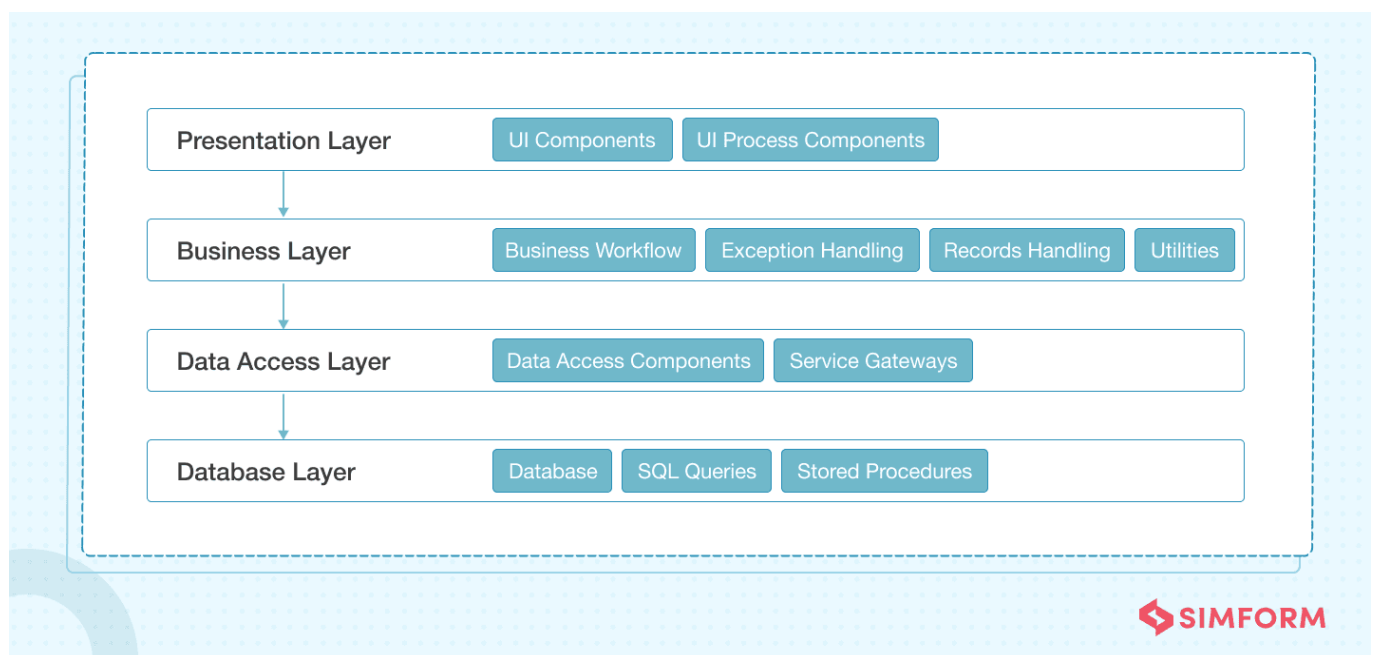 Presentation Layer UI Components UI Process Components
Business Layer Business Workflow Exception Handling Records Handling Utilities
Data Access Layer Data Access Components Service Gateways
Database Layer Database SQL Queries Stored Procedures
SIMFORM